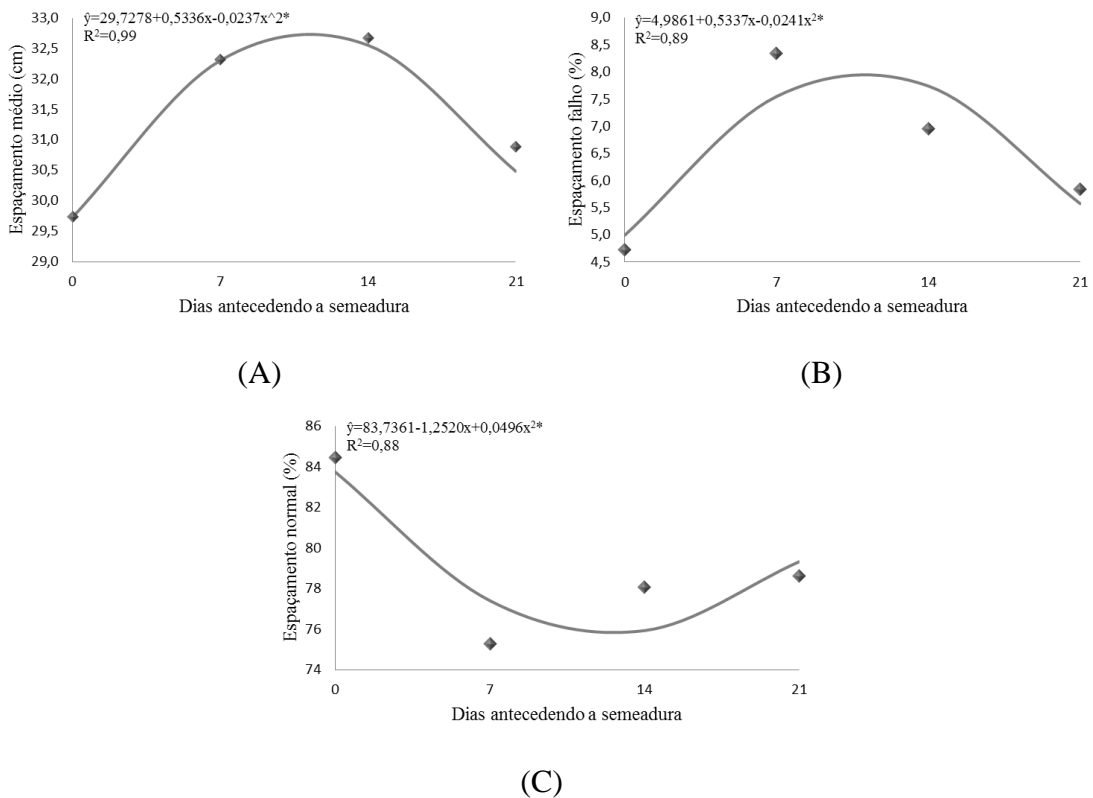 ŷ=29,7278+0,5336x-0,0237x^2*
R²=0,99
33,0
32,5
32,0
31,5
31,0
30,5
30,0
29,5
29,0
Espaçamento médio (cm)
0 7 14 21
Dias antecedendo a semeadura
(A)
ŷ=4,9861+0,5337x-0,0241x²*
R²=0,89
9,0
8,5
8,0
7,5
7,0
6,5
6,0
5,5
5,0
4,5
Espaçamento falho (%)
0 7 14 21
Dias antecedendo a semeadura
(B)
ŷ=83,7361-1,2520x+0,0496x²*
R²=0,88
86
84
82
80
78
76
74
Espaçamento normal (%)
0 7 14 21
Dias antecedendo a semeadura
(C)